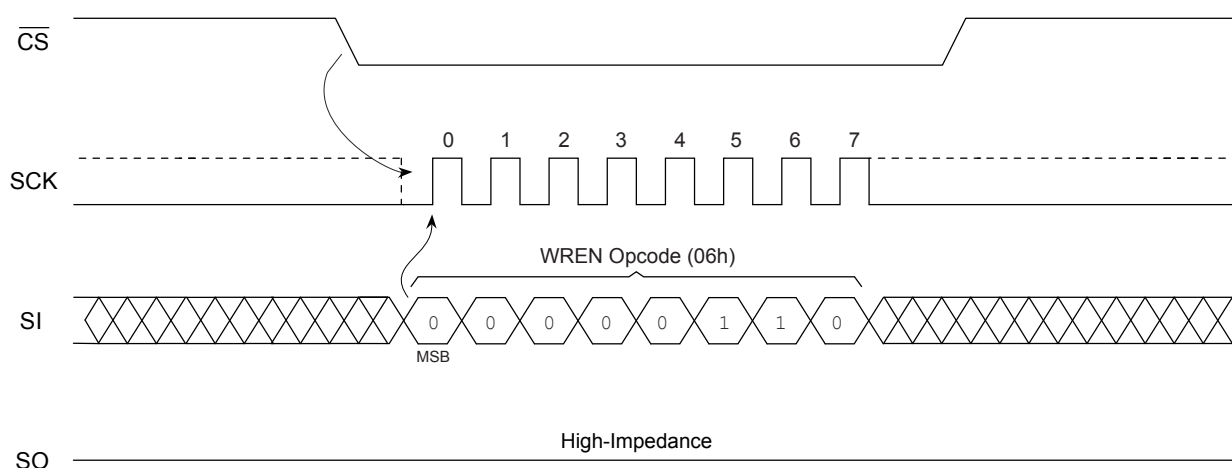 CS
SCK
0 1 2 3 4 5 6 7
WREN Opcode (06h)
SI
0 0 0 0 0 1 1 0
MSB
High-Impedance
SO